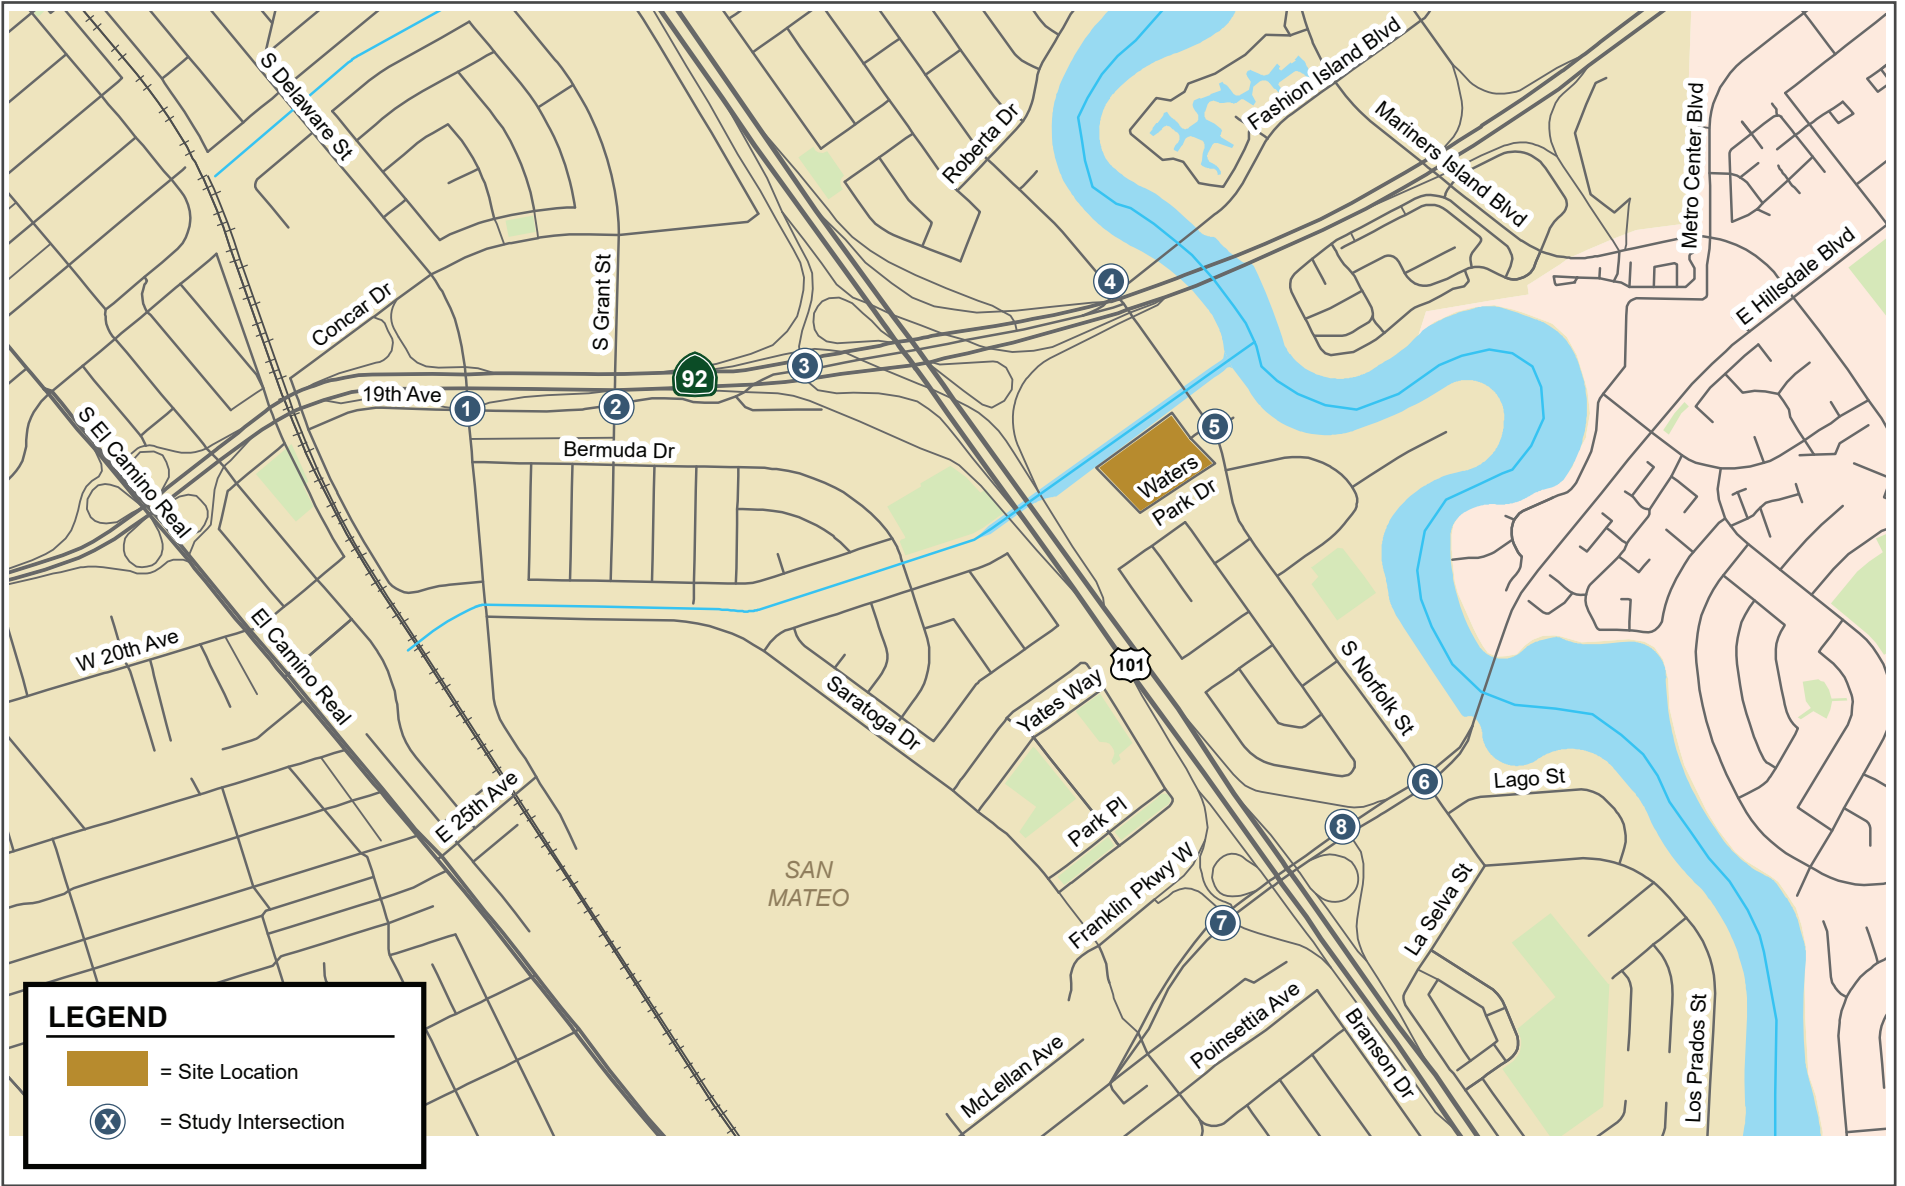 S Delaware St
Roberta Dr
Fashion Island Blvd
Mariners Island Blvd
Metro Center Blvd
E Hillsdale Blvd
Concar Dr
S Grant St
4
92
3
19th Ave
1
2
5
S El Camino Real
Bermuda Dr
Waters
Park Dr
W 20th Ave
El Camino Real
101
S Norfolk St
Yates Way
Saratoga Dr
6
Lago St
E 25th Ave
Park Pl
8
SAN
MATEO
Franklin Pkwy W
La Selva St
7
Poinsettia Ave
Branson Dr
McLellan Ave
Los Prados St
LEGEND
= Site Location
X
= Study Intersection